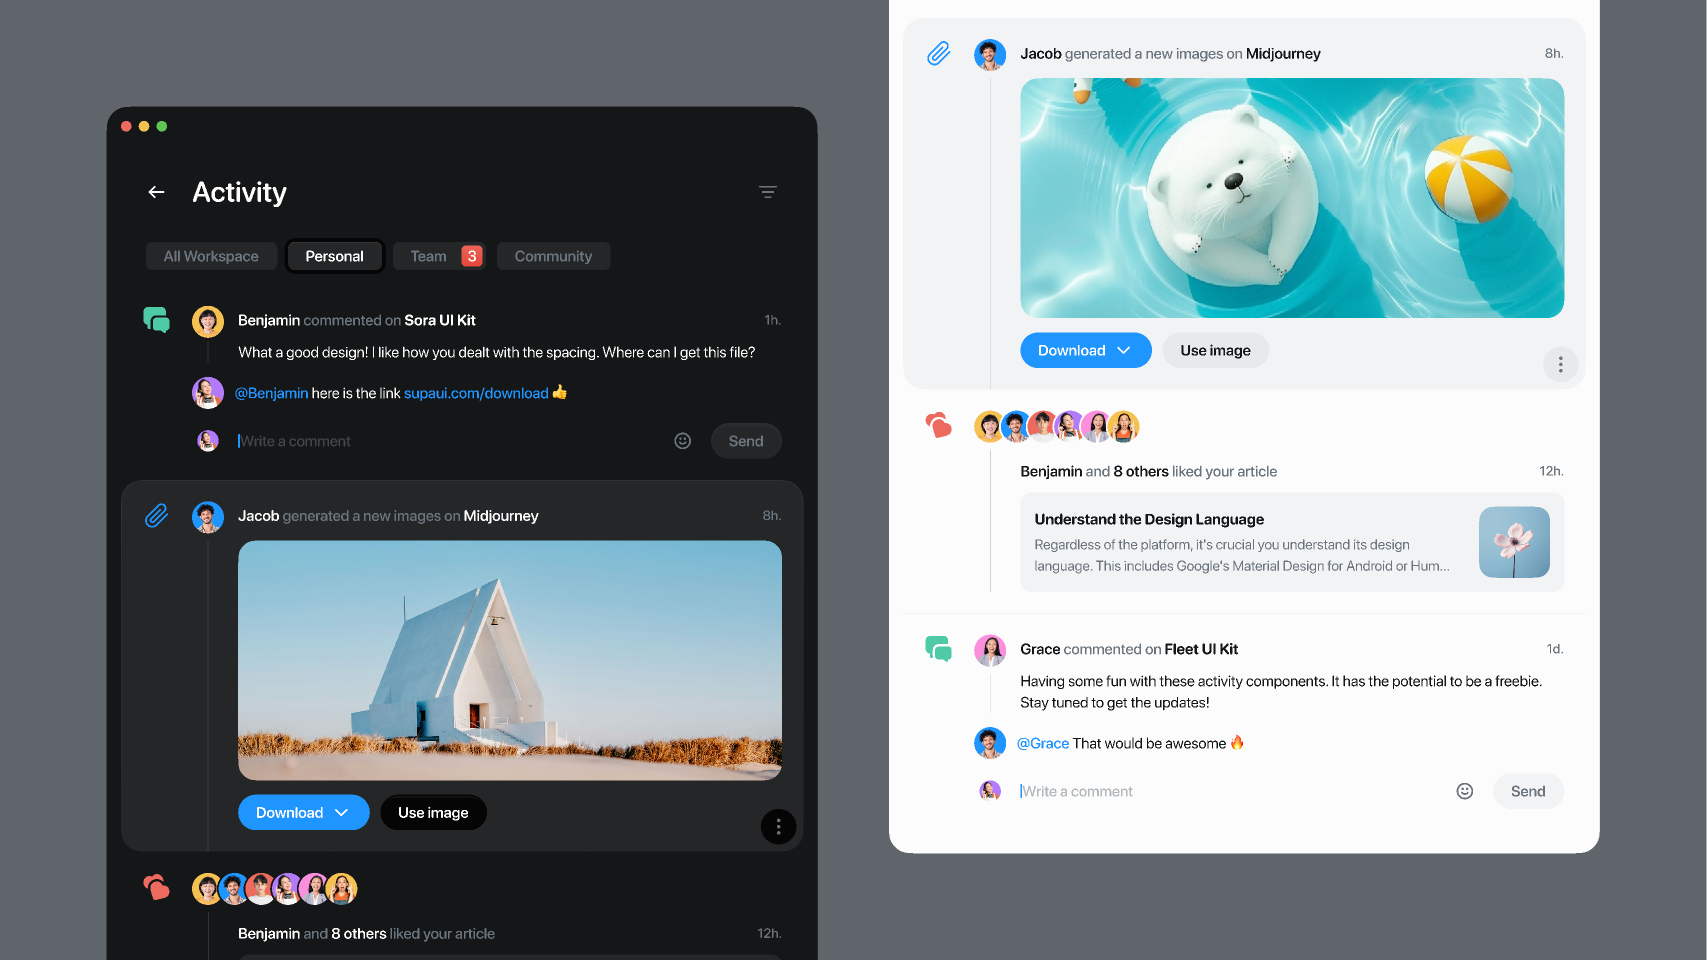 Activity
All Workspace
Personal
Team 3
Community
Benjamin commented on Sora UI Kit 1h.
What a good design! I like how you dealt with the spacing. Where can I get this file?
@Benjamin here is the link supaui.com/download 👍
Write a comment
Send
Jacob generated a new images on Midjourney 8h.
Download
Use image
Benjamin and 8 others liked your article 12h.
Jacob generated a new images on Midjourney 8h.
Download
Use image
Benjamin and 8 others liked your article 12h.
Understand the Design Language
Regardless of the platform, it's crucial you understand its design
language. This includes Google's Material Design for Android or Hum...
Grace commented on Fleet UI Kit 1d.
Having some fun with these activity components. It has the potential to be a freebie.
Stay tuned to get the updates!
@Grace That would be awesome 🔥
Write a comment
Send